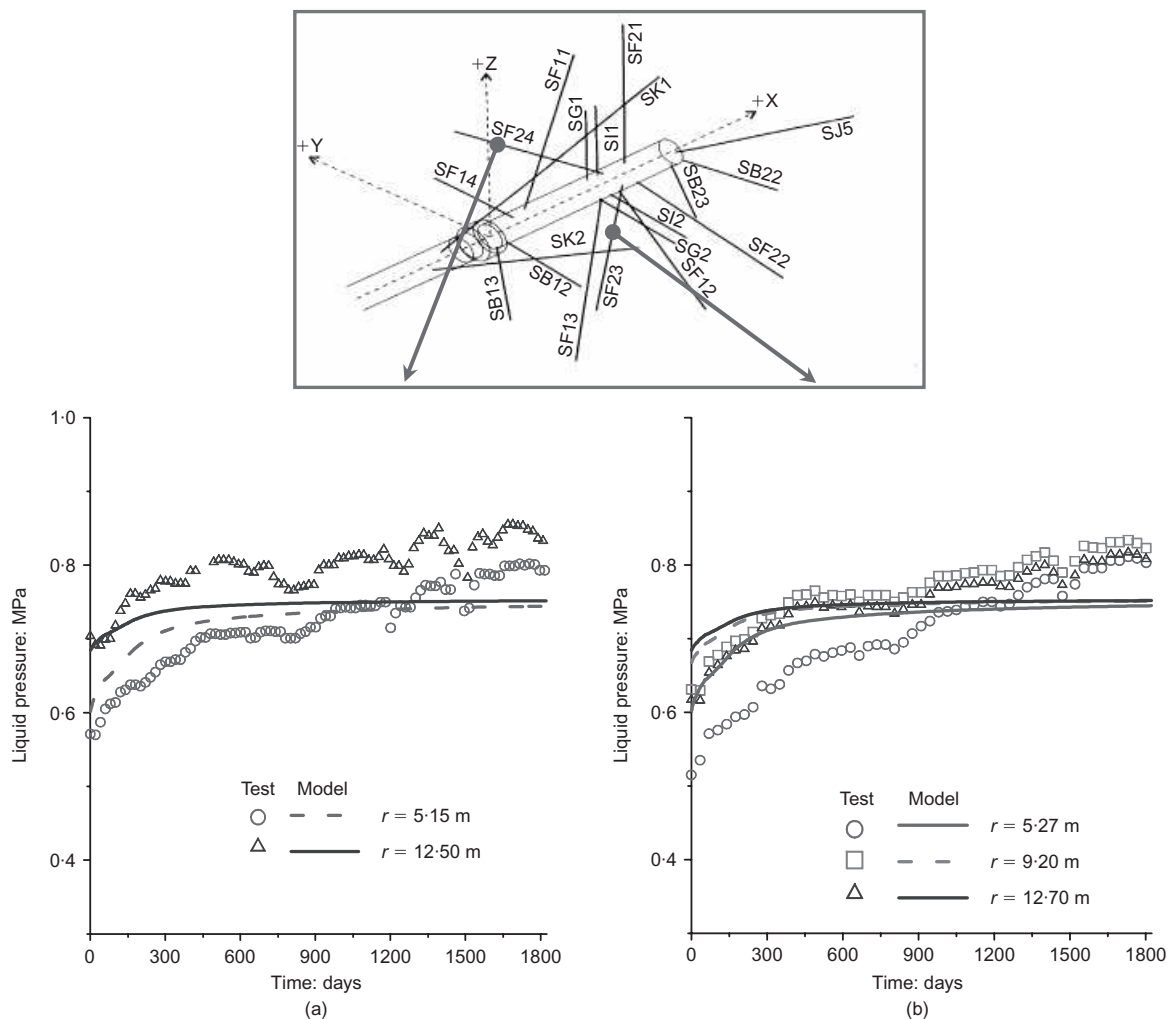 +Z
+Y
+X
SF11
SF21
SK1
SG1
SI1
SF24
SF14
SJ5
SB22
SB23
SI2
SG2
SF22
SK2
SF12
SB12
SB13
SF23
SF13
1·0
0·8
0·6
0·4
Liquid pressure: MPa
Test Model
r = 5·15 m
r = 12·50 m
0 300 600 900 1200 1500 1800
Time: days
(a)
1·0
0·8
0·6
0·4
Liquid pressure: MPa
Test Model
r = 5·27 m
r = 9·20 m
r = 12·70 m
0 300 600 900 1200 1500 1800
Time: days
(b)